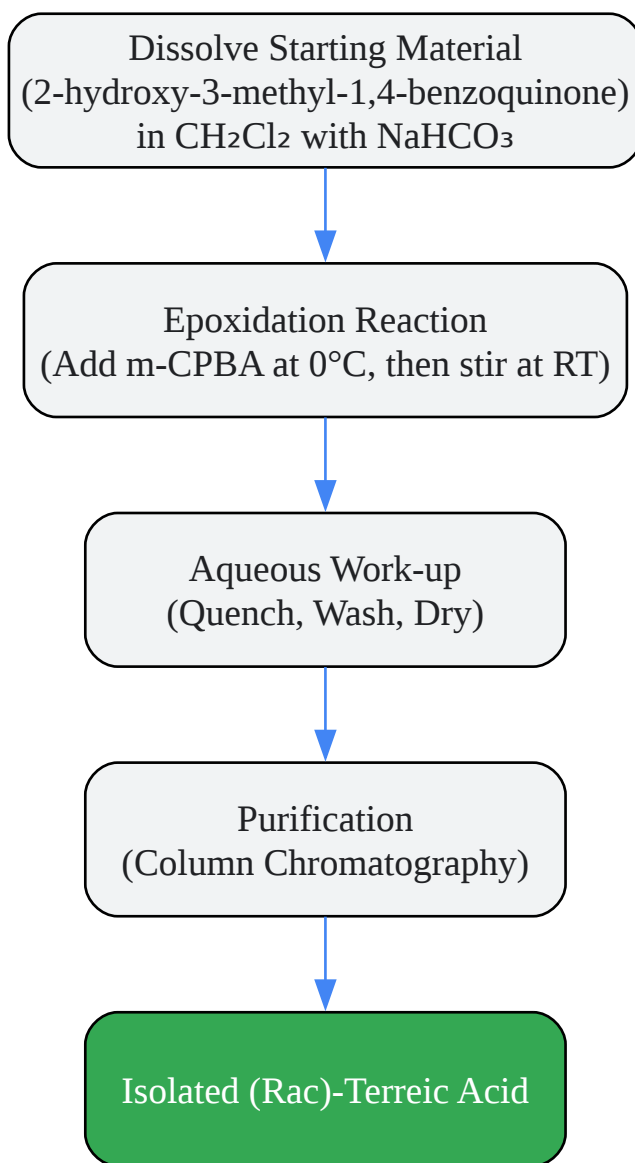 Dissolve Starting Material
(2-hydroxy-3-methyl-1,4-benzoquinone)
in CH₂Cl₂ with NaHCO₃
Epoxidation Reaction
(Add m-CPBA at 0°C, then stir at RT)
Aqueous Work-up
(Quench, Wash, Dry)
Purification
(Column Chromatography)
Isolated (Rac)-Terreic Acid